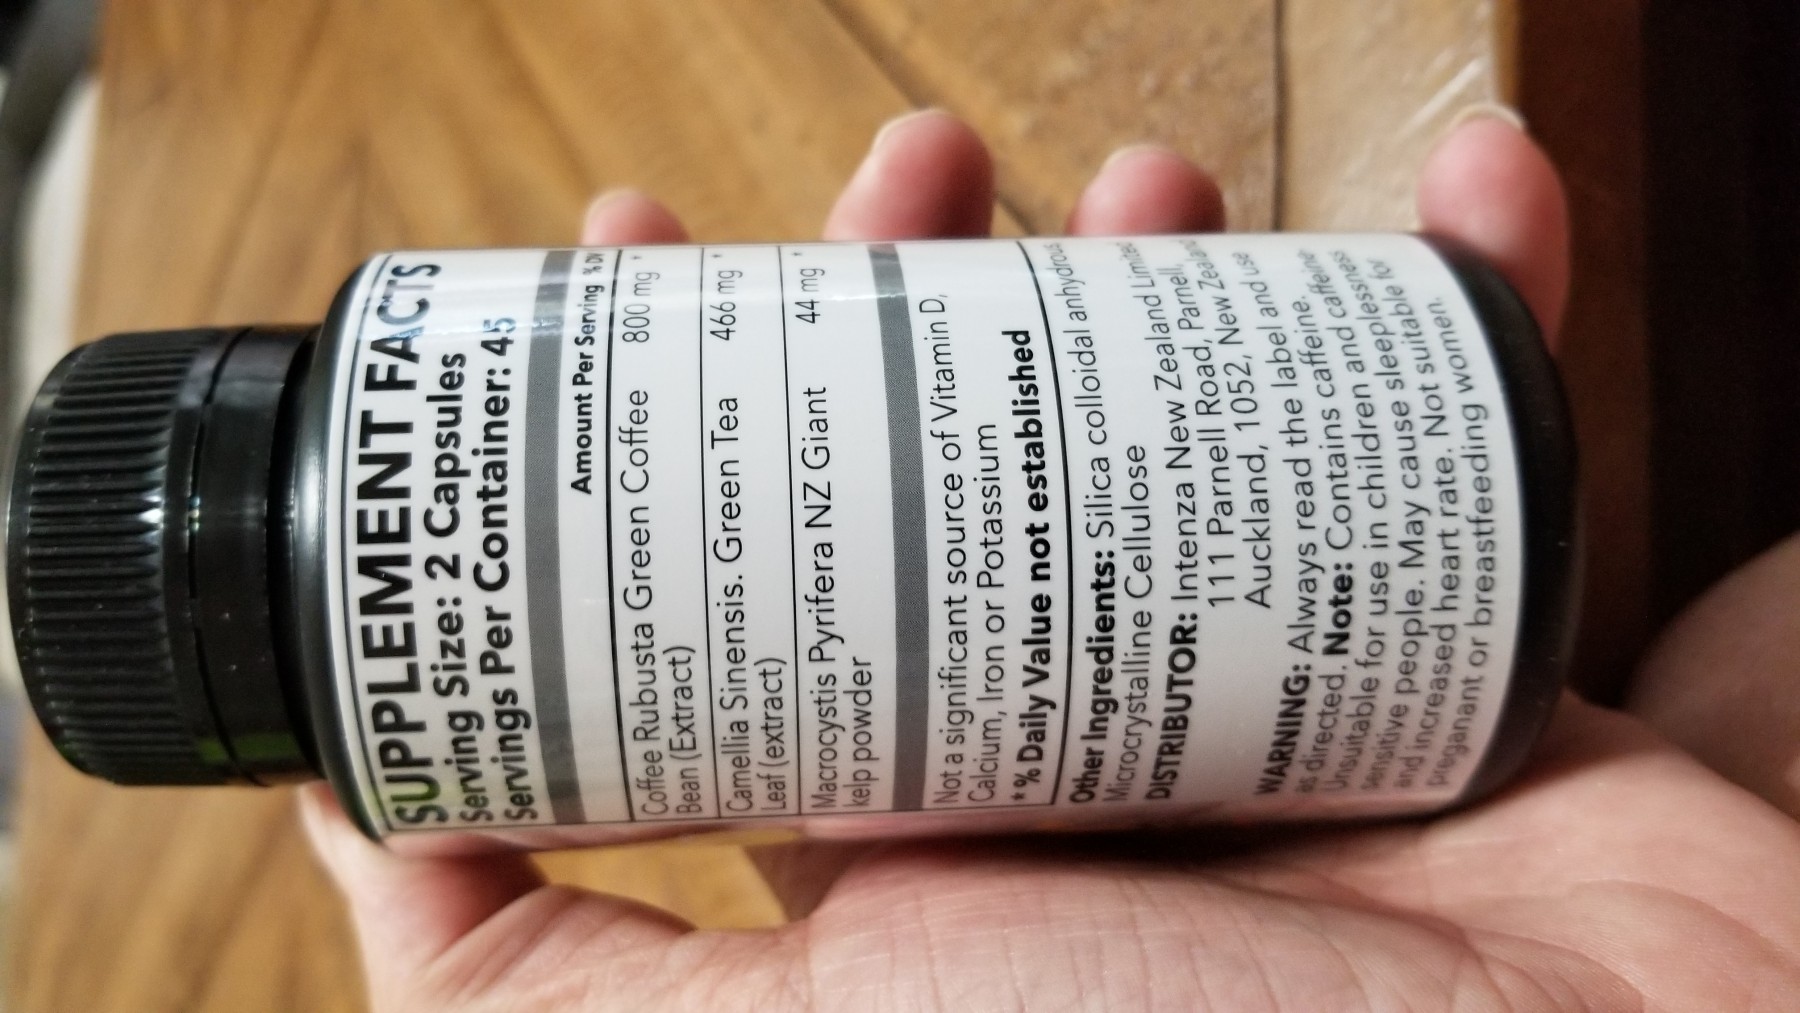 SUPPLEMENT FACTS
Serving Size: 2 Capsules
Servings Per Container: 45
Amount Per Serving % DV
Coffee Rubusta Green Coffee 800 mg *
Bean (Extract)
Camellia Sinensis. Green Tea 466 mg *
Leaf (extract)
Macrocystis Pyrifera NZ Giant 44 mg *
kelp powder
Not a significant source of Vitamin D,
Calcium, Iron or Potassium
* % Daily Value not established
Other Ingredients: Silica colloidal anhydrous
Microcrystalline Cellulose
DISTRIBUTOR: Intenza New Zealand Limited
111 Parnell Road, Parnell,
Auckland, 1052, New Zealand
WARNING: Always read the label and use
as directed. Note: Contains caffeine.
Unsuitable for use in children and caffeine
sensitive people. May cause sleeplessness
and increased heart rate. Not suitable for
pregnant or breastfeeding women.